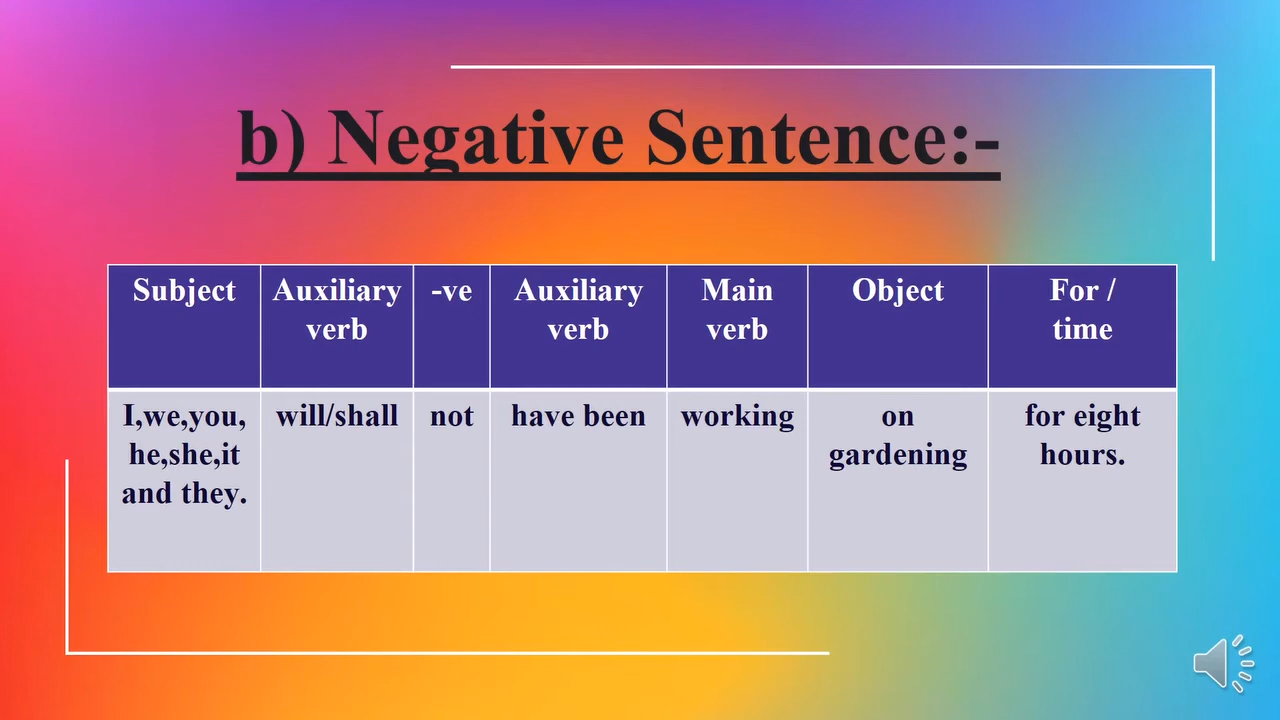 b) Negative Sentence:-
Subject
Auxiliary
verb
-ve
Auxiliary
verb
Main
verb
Object
For /
time
I,we,you,
he,she,it
and they.
will/shall
not
have been
working
on
gardening
for eight
hours.